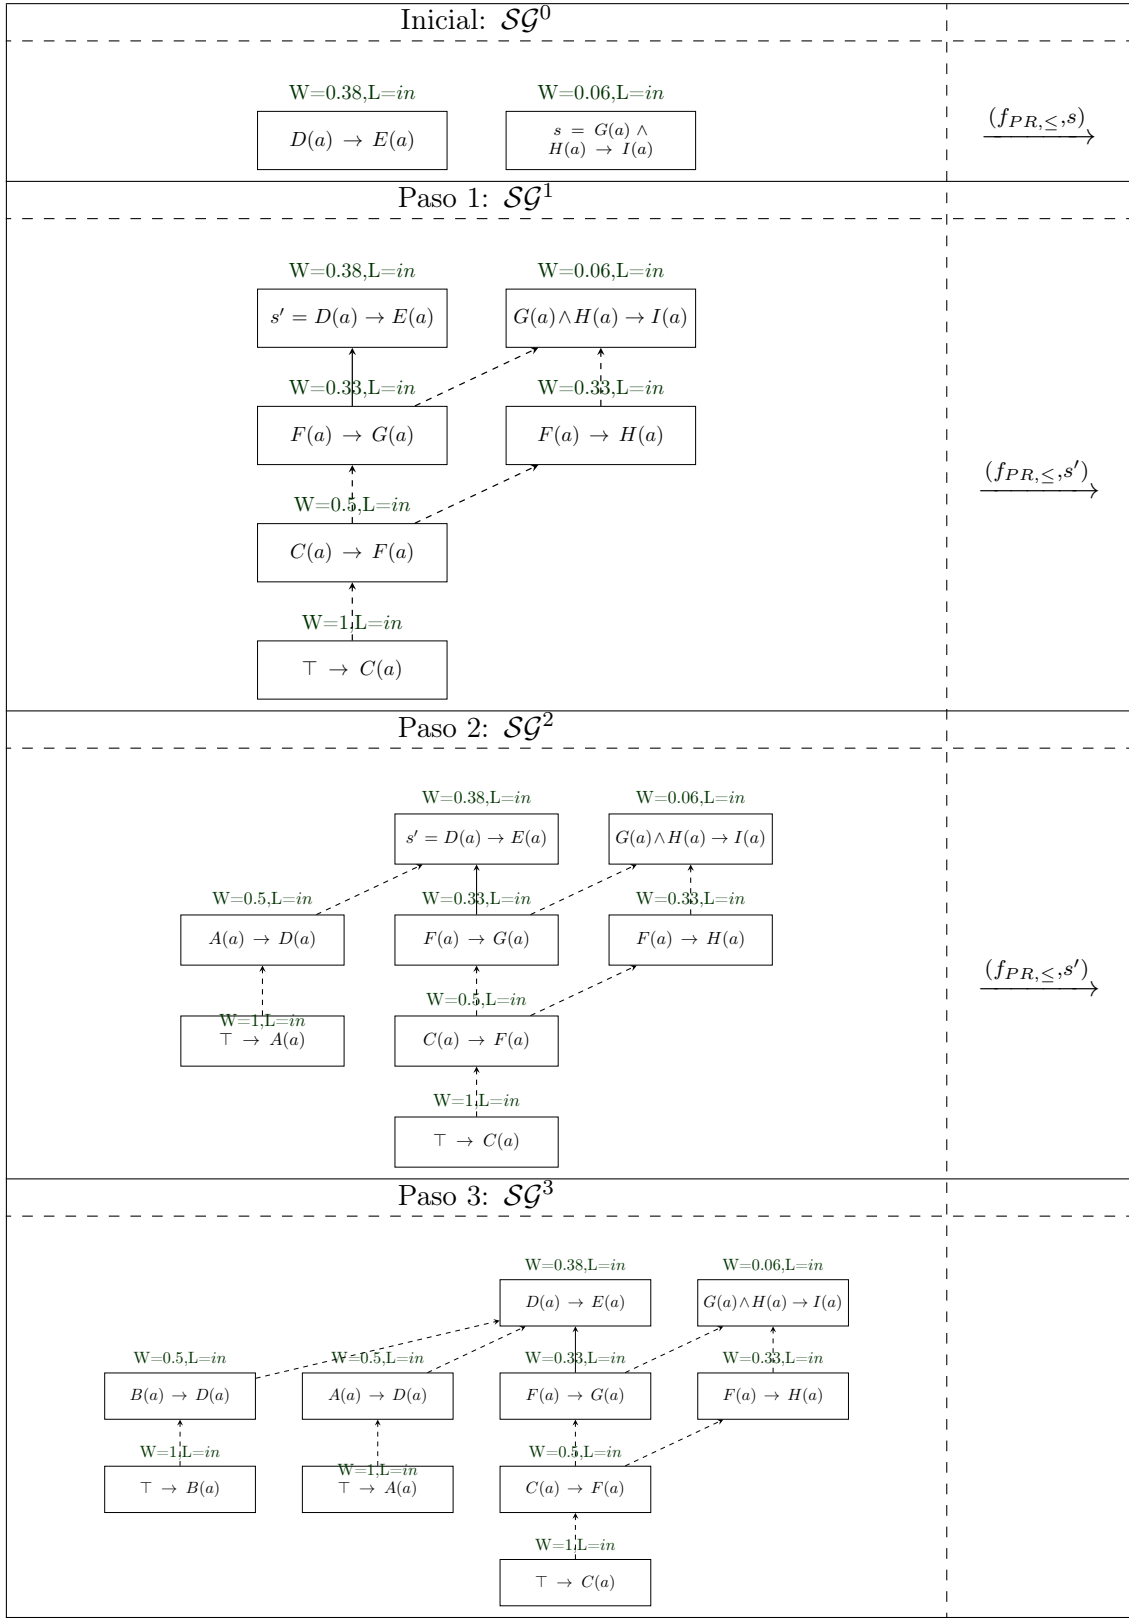 Inicial: 𝒮𝒢⁰
W=0.38,L=in
W=0.06,L=in
D(a) → E(a)
s = G(a) ∧
H(a) → I(a)
(f_{PR,≤},s)
Paso 1: 𝒮𝒢¹
W=0.38,L=in
W=0.06,L=in
s′ = D(a) → E(a)
G(a)∧H(a) → I(a)
W=0.33,L=in
W=0.33,L=in
F(a) → G(a)
F(a) → H(a)
(f_{PR,≤},s′)
W=0.5,L=in
C(a) → F(a)
W=1,L=in
⊤ → C(a)
Paso 2: 𝒮𝒢²
W=0.38,L=in
W=0.06,L=in
s′ = D(a) → E(a)
G(a)∧H(a) → I(a)
W=0.5,L=in
W=0.33,L=in
W=0.33,L=in
A(a) → D(a)
F(a) → G(a)
F(a) → H(a)
(f_{PR,≤},s′)
W=1,L=in
W=0.5,L=in
⊤ → A(a)
C(a) → F(a)
W=1,L=in
⊤ → C(a)
Paso 3: 𝒮𝒢³
W=0.38,L=in
W=0.06,L=in
D(a) → E(a)
G(a)∧H(a) → I(a)
W=0.5,L=in
W=0.5,L=in
W=0.33,L=in
W=0.33,L=in
B(a) → D(a)
A(a) → D(a)
F(a) → G(a)
F(a) → H(a)
W=1,L=in
W=1,L=in
W=0.5,L=in
⊤ → B(a)
⊤ → A(a)
C(a) → F(a)
W=1,L=in
⊤ → C(a)